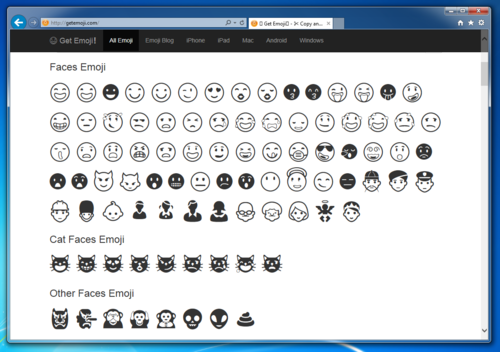 http://getemoji.com/
Get Emoji - ✂ Copy an...
Get Emoji!
All Emoji
Emoji Blog
iPhone
iPad
Mac
Android
Windows
Faces Emoji
Cat Faces Emoji
Other Faces Emoji